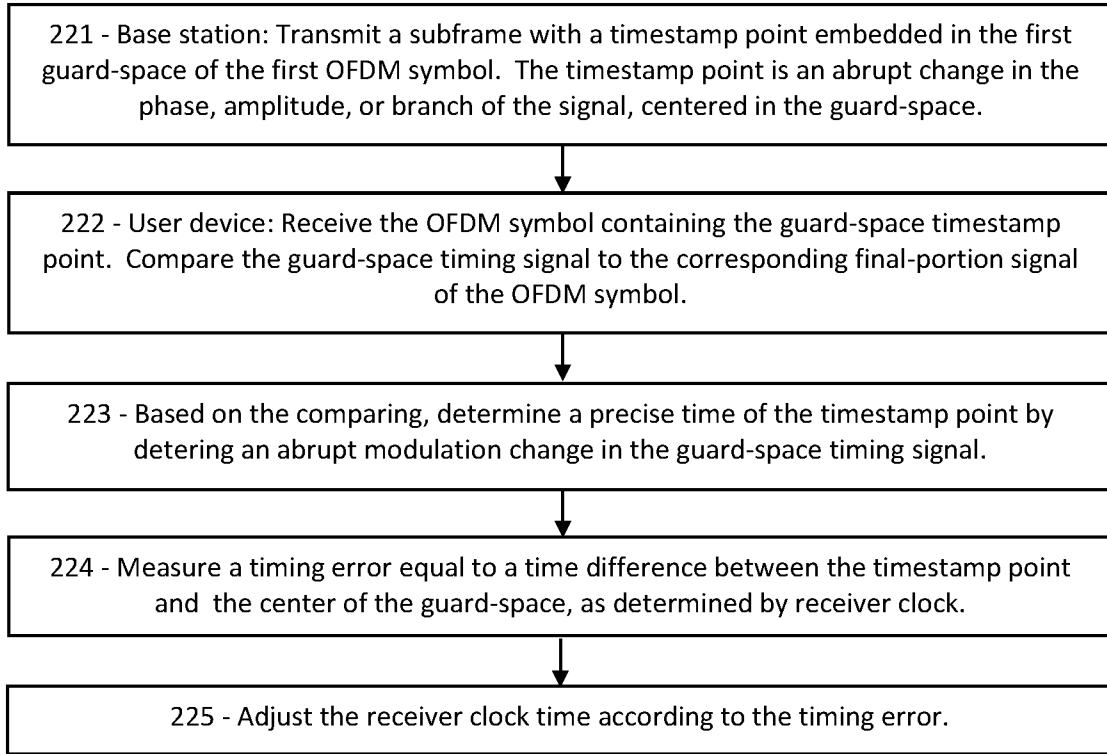 221 - Base station: Transmit a subframe with a timestamp point embedded in the first
guard-space of the first OFDM symbol.  The timestamp point is an abrupt change in the
phase, amplitude, or branch of the signal, centered in the guard-space.
222 - User device: Receive the OFDM symbol containing the guard-space timestamp
point.  Compare the guard-space timing signal to the corresponding final-portion signal
of the OFDM symbol.
223 - Based on the comparing, determine a precise time of the timestamp point by
detering an abrupt modulation change in the guard-space timing signal.
224 - Measure a timing error equal to a time difference between the timestamp point
and  the center of the guard-space, as determined by receiver clock.
225 - Adjust the receiver clock time according to the timing error.